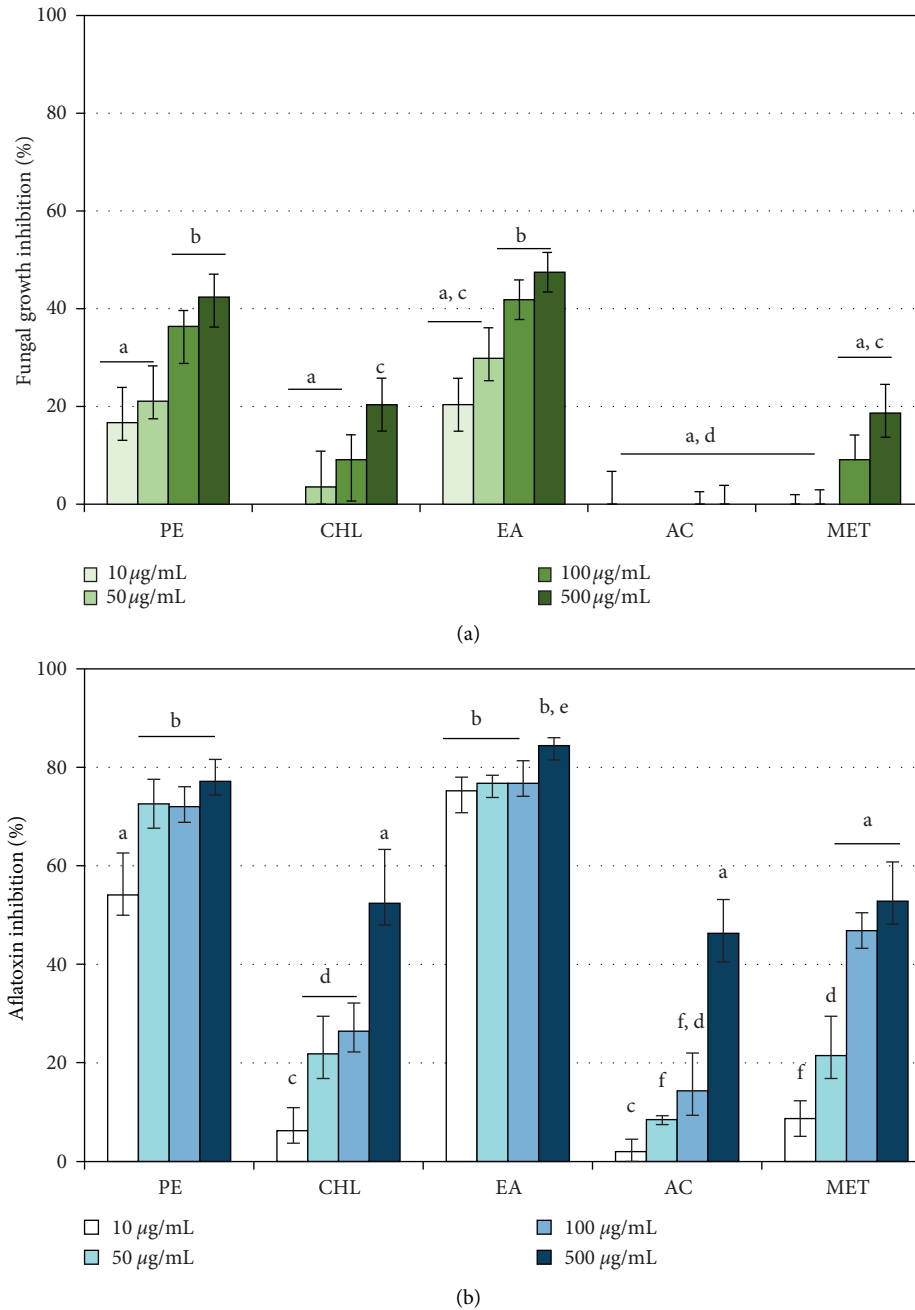 100
80
60
40
20
0
Fungal growth inhibition (%)
a
b
a
c
a, c
b
a, d
a, c
PE CHL EA AC MET
10 µg/mL 100 µg/mL
50 µg/mL 500 µg/mL
(a)
100
80
60
40
20
0
Aflatoxin inhibition (%)
a
b
c
d
a
b
b, e
c
f
f, d
a
f
d
a
PE CHL EA AC MET
10 µg/mL 100 µg/mL
50 µg/mL 500 µg/mL
(b)